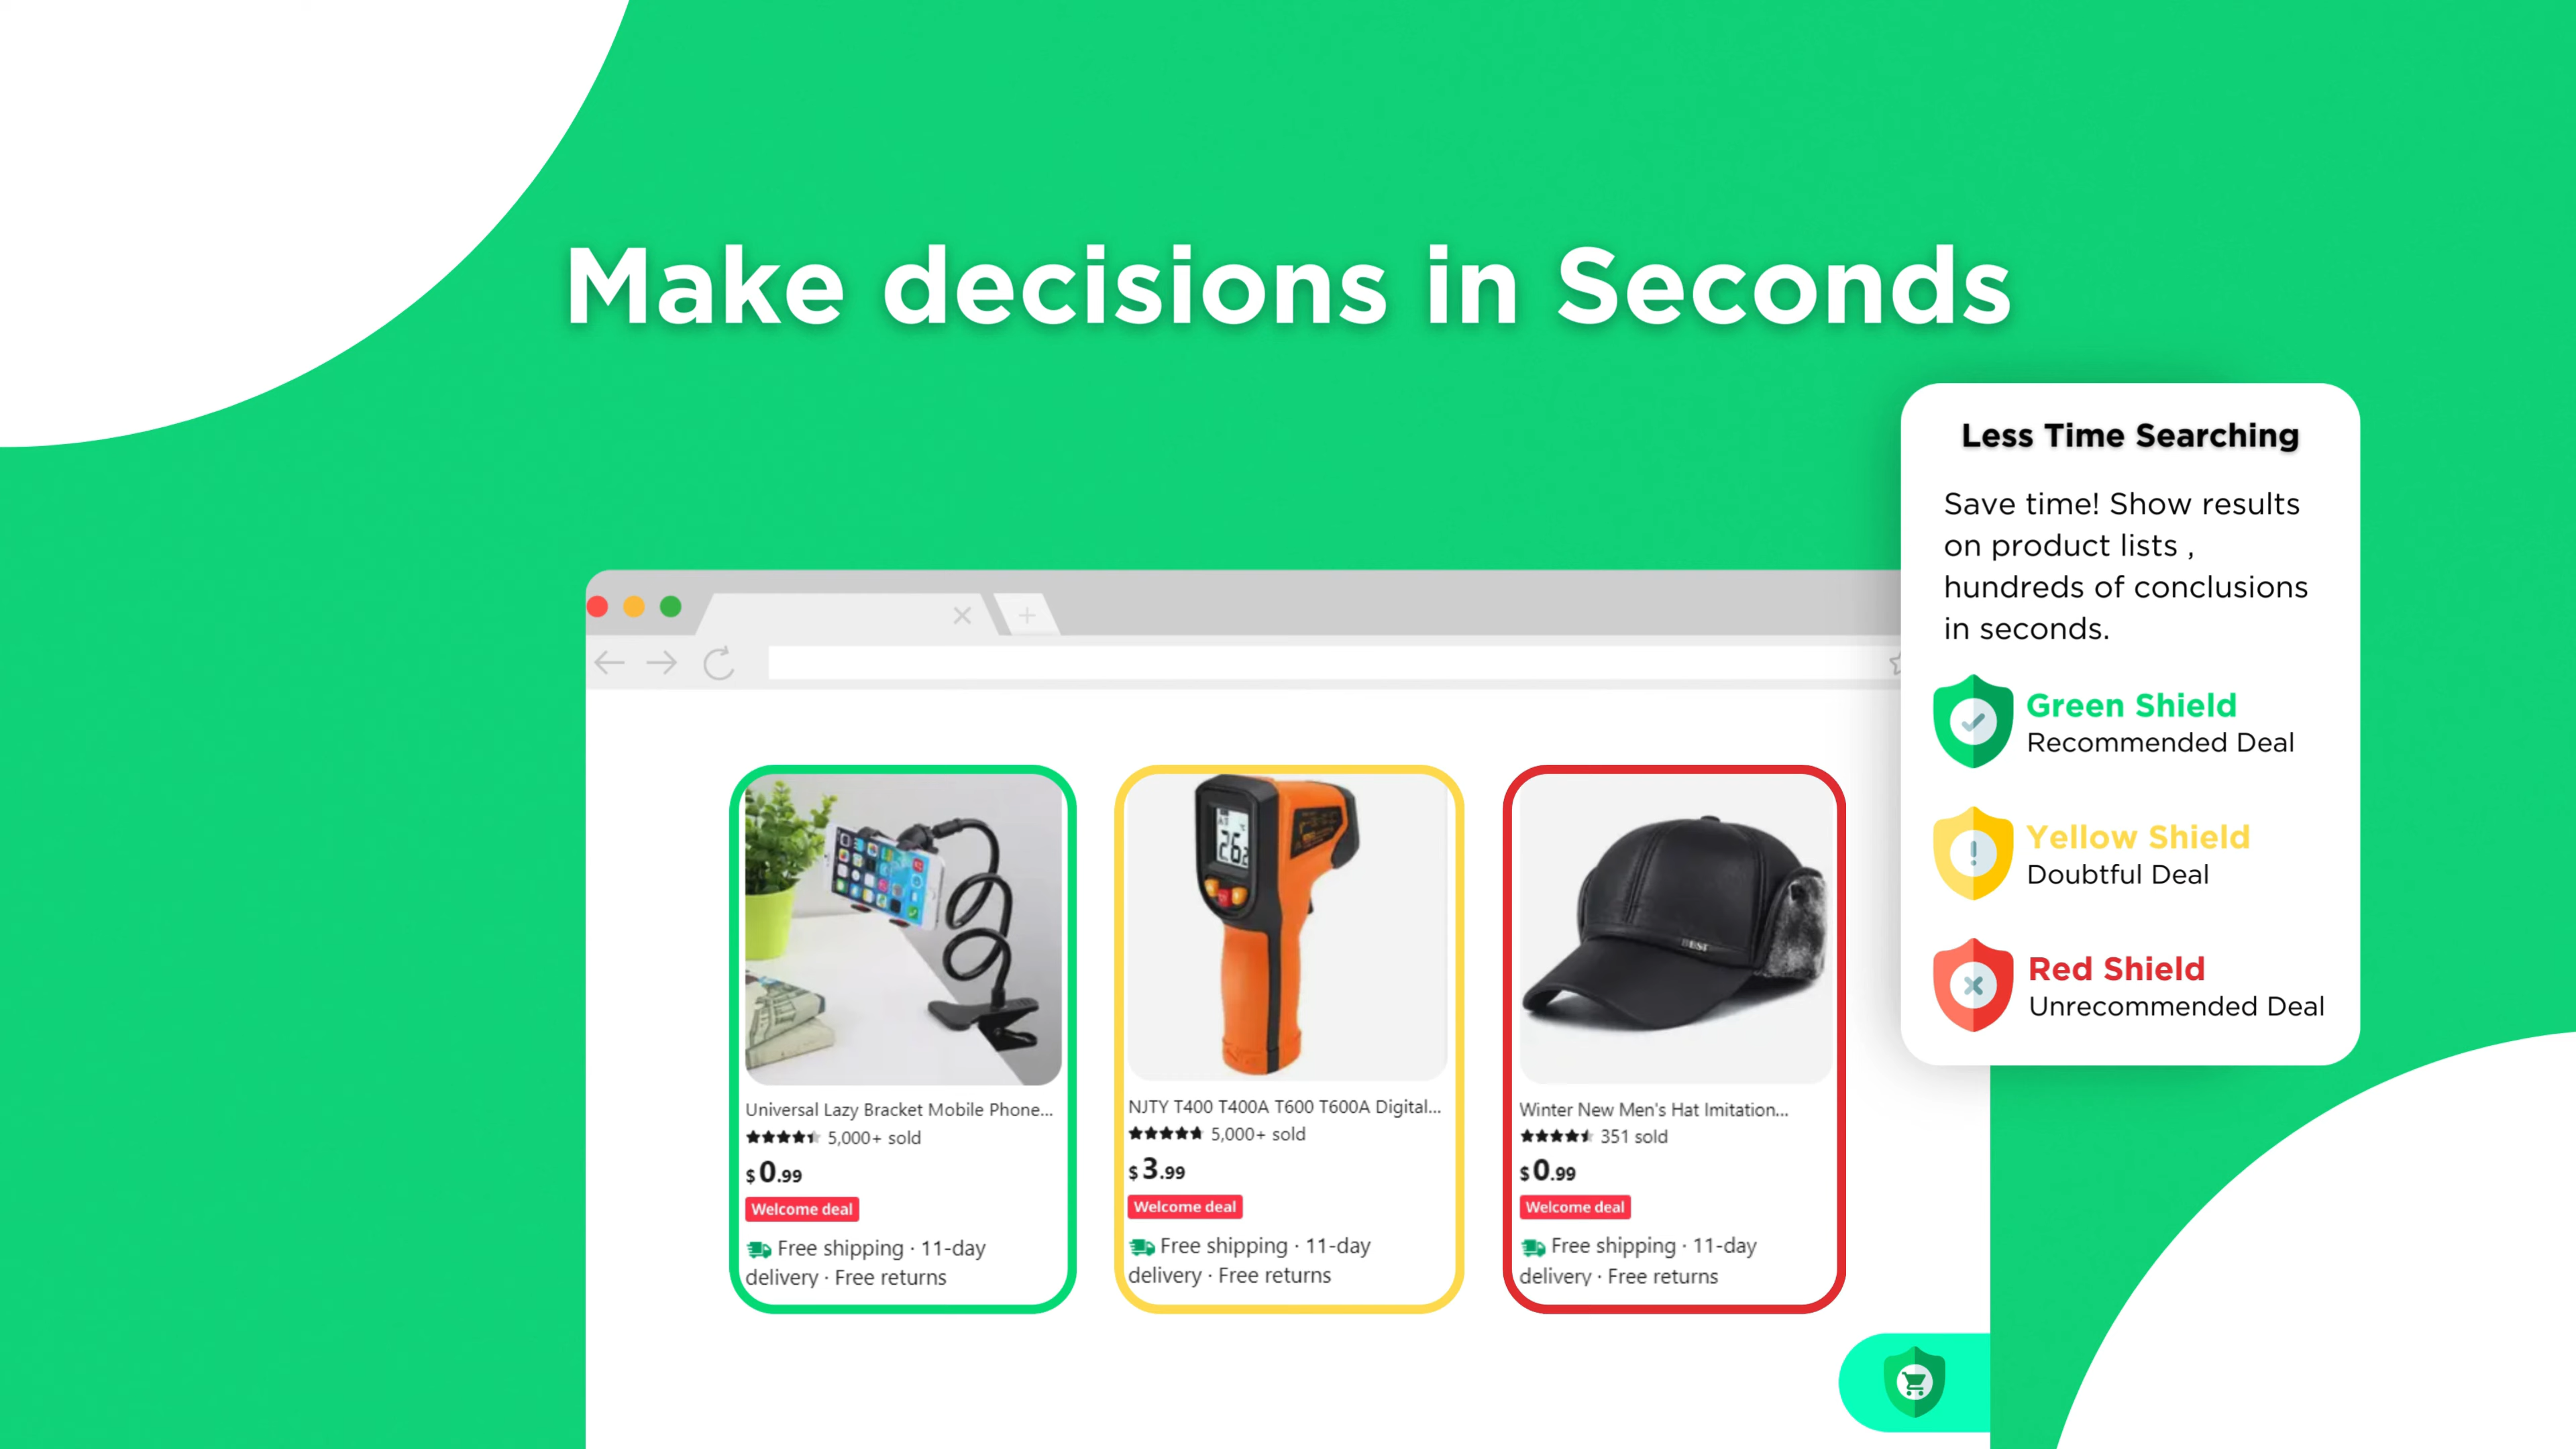 Make decisions in Seconds
Less Time Searching
Save time! Show results
on product lists ,
hundreds of conclusions
in seconds.
Green Shield
Recommended Deal
Yellow Shield
Doubtful Deal
Red Shield
Unrecommended Deal
Universal Lazy Bracket Mobile Phone...
5,000+ sold
$0.99
Welcome deal
Free shipping · 11-day
delivery · Free returns
NJTY T400 T400A T600 T600A Digital...
5,000+ sold
$3.99
Welcome deal
Free shipping · 11-day
delivery · Free returns
Winter New Men's Hat Imitation...
351 sold
$0.99
Welcome deal
Free shipping · 11-day
delivery · Free returns